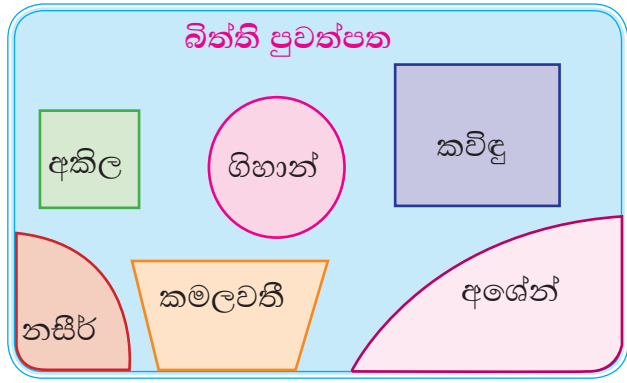 බිත්ති පුවත්පත
අකිල
ගිහාන්
කවිඳු
නසීර්
කමලවතී
අශේන්